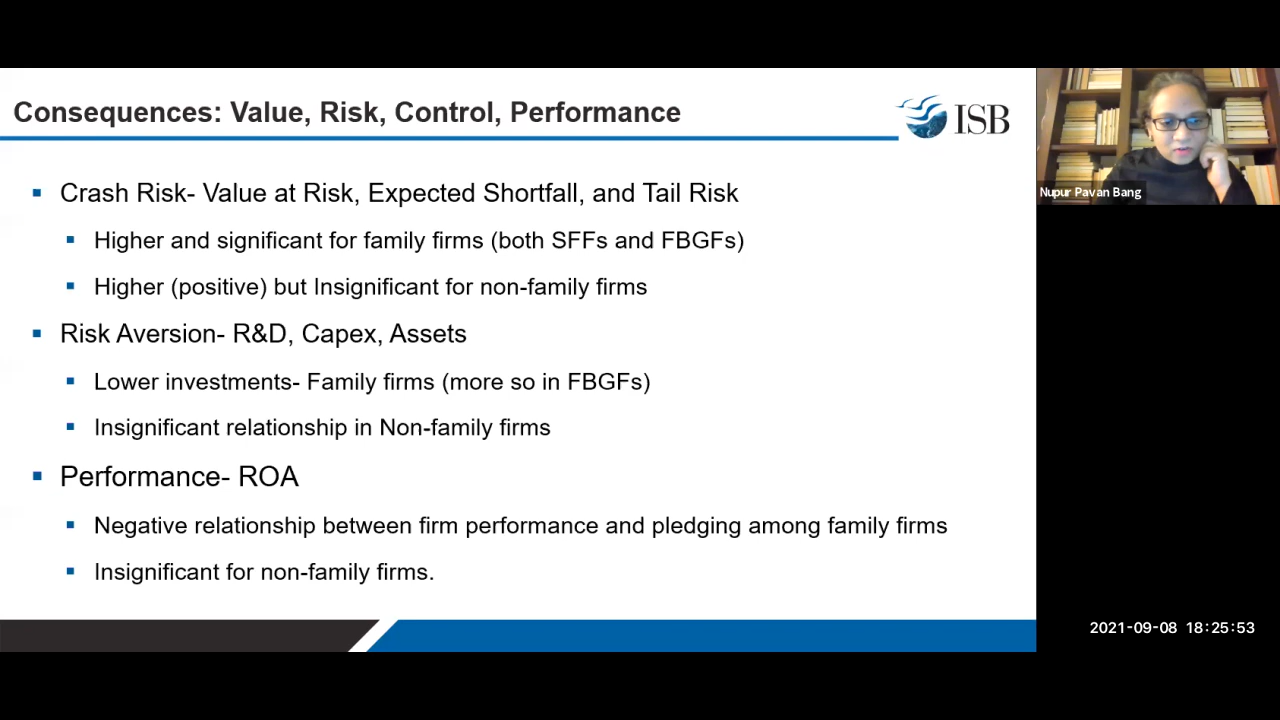 Consequences: Value, Risk, Control, Performance
ISB
Crash Risk- Value at Risk, Expected Shortfall, and Tail Risk
Higher and significant for family firms (both SFFs and FBGFs)
Higher (positive) but Insignificant for non-family firms
Risk Aversion- R&D, Capex, Assets
Lower investments- Family firms (more so in FBGFs)
Insignificant relationship in Non-family firms
Performance- ROA
Negative relationship between firm performance and pledging among family firms
Insignificant for non-family firms.
Nupur Pavan Bang
2021-09-08 18:25:53